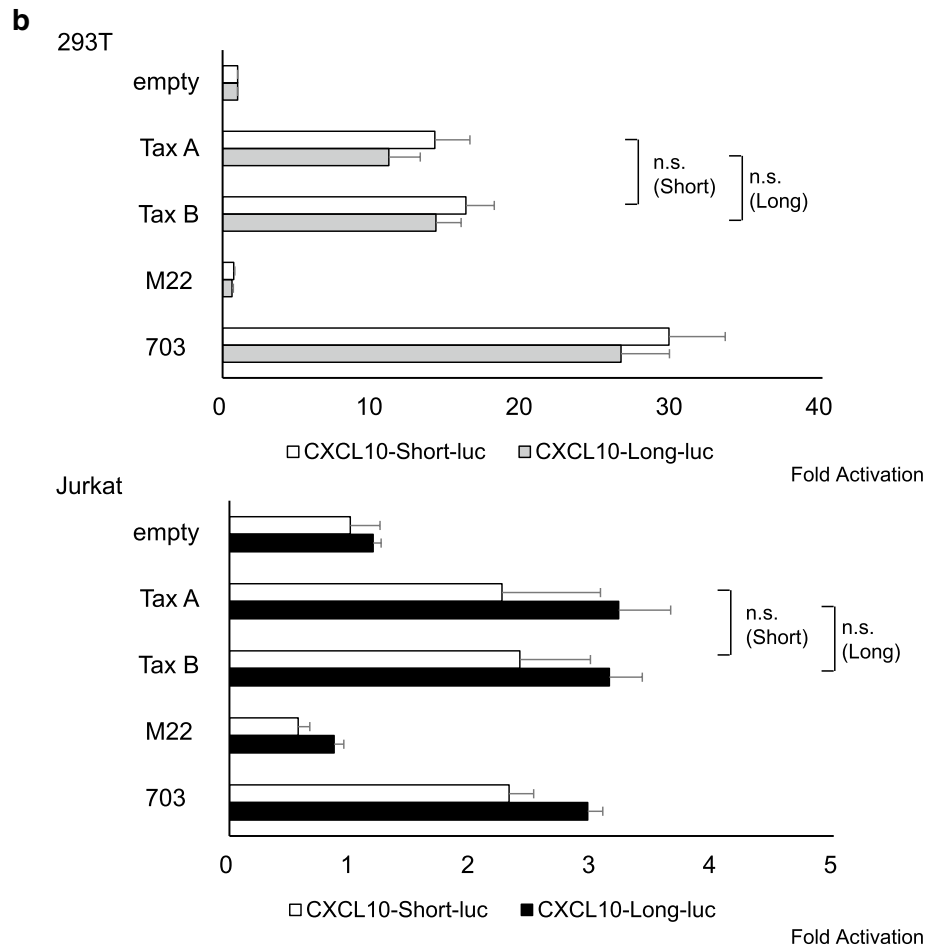 b
293T
empty
Tax A
Tax B
M22
703
n.s.
(Short)
n.s.
(Long)
0 10 20 30 40
CXCL10-Short-luc CXCL10-Long-luc
Fold Activation
Jurkat
empty
Tax A
Tax B
M22
703
n.s.
(Short)
n.s.
(Long)
0 1 2 3 4 5
CXCL10-Short-luc CXCL10-Long-luc
Fold Activation